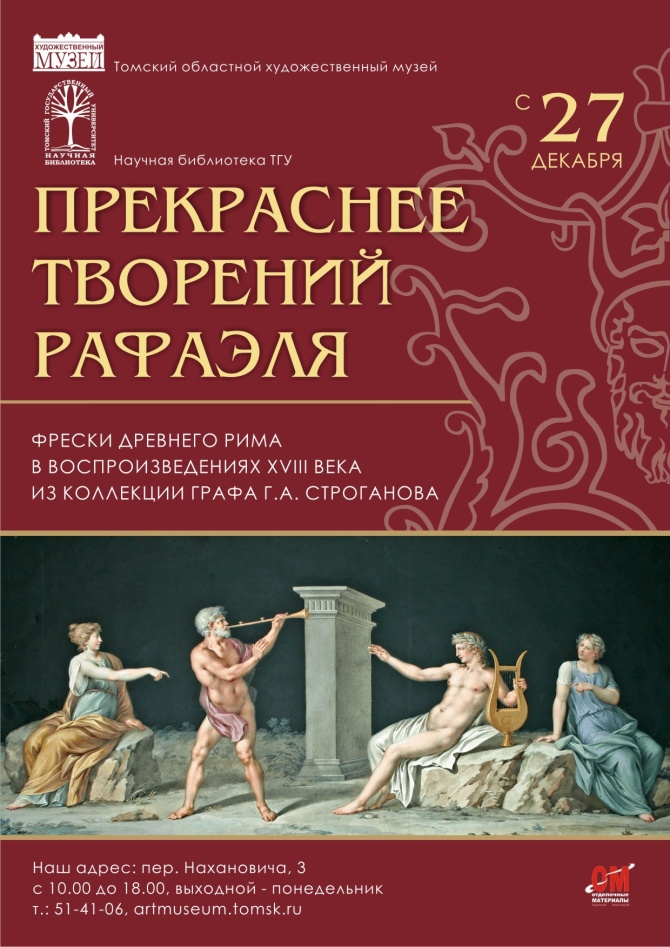 ХУДОЖЕСТВЕННЫЙ
МУЗЕЙ
Томский областной художественный музей
ТОМСКИЙ ГОСУДАРСТВЕННЫЙ УНИВЕРСИТЕТ
НАУЧНАЯ
БИБЛИОТЕКА
Научная библиотека ТГУ
с 27
ДЕКАБРЯ
ПРЕКРАСНЕЕ
ТВОРЕНИЙ
РАФАЭЛЯ
ФРЕСКИ ДРЕВНЕГО РИМА
В ВОСПРОИЗВЕДЕНИЯХ XVIII ВЕКА
ИЗ КОЛЛЕКЦИИ ГРАФА Г.А. СТРОГАНОВА
Наш адрес: пер. Нахановича, 3
с 10.00 до 18.00, выходной - понедельник
т.: 51-41-06, artmuseum.tomsk.ru
ОМ
отделочные
МАТЕРИАЛЫ